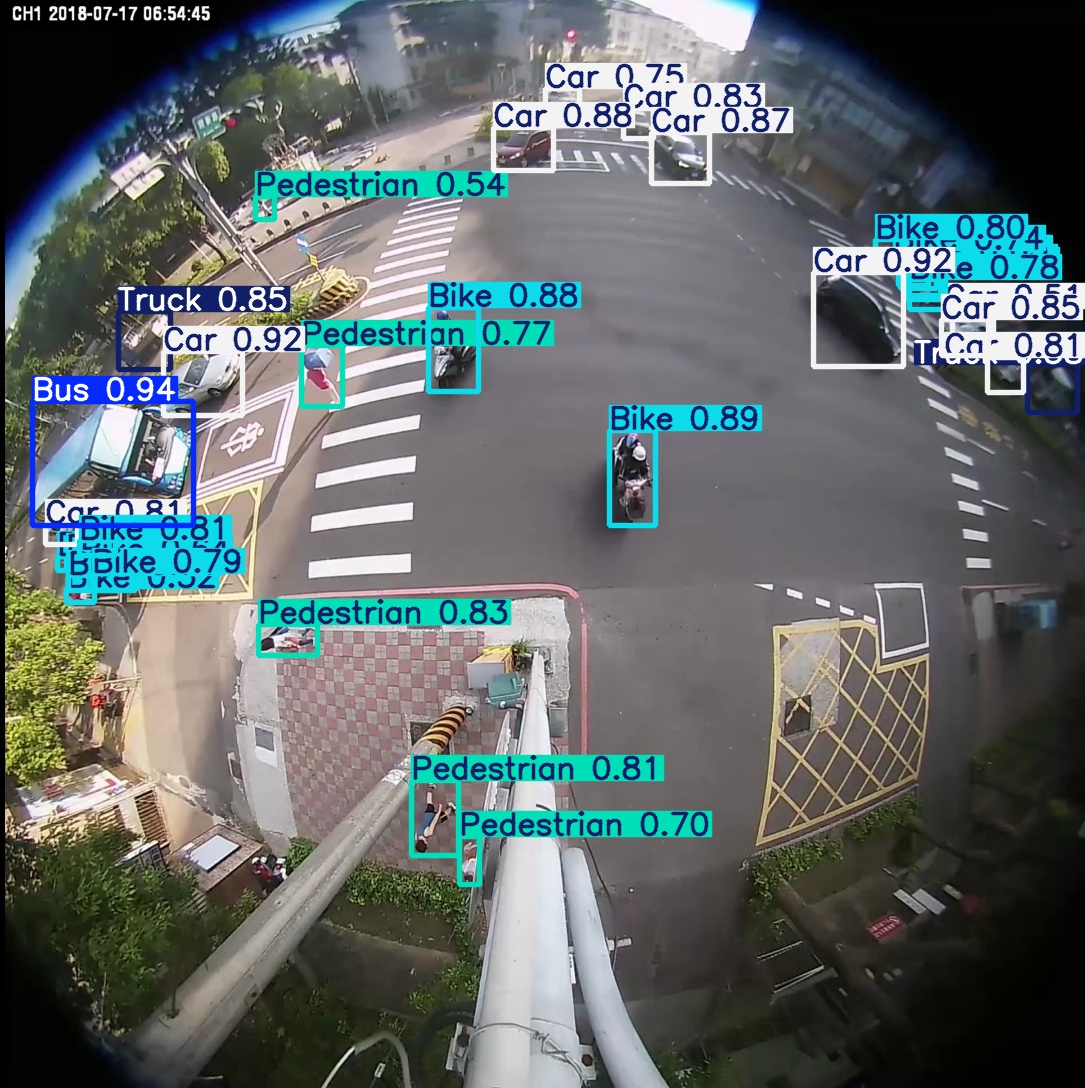 CH1 2018-07-17 06:54:45
Car 0.75
Car 0.83
Car 0.88
Car 0.87
Pedestrian 0.54
Bike 0.80
Bike 0.78
Car 0.92
Truck 0.85
Bike 0.88
Car 0.85
Car 0.92
Pedestrian 0.77
Car 0.81
Bus 0.94
Bike 0.89
Car 0.81
Bike 0.81
Bike 0.79
Pedestrian 0.83
Pedestrian 0.81
Pedestrian 0.70